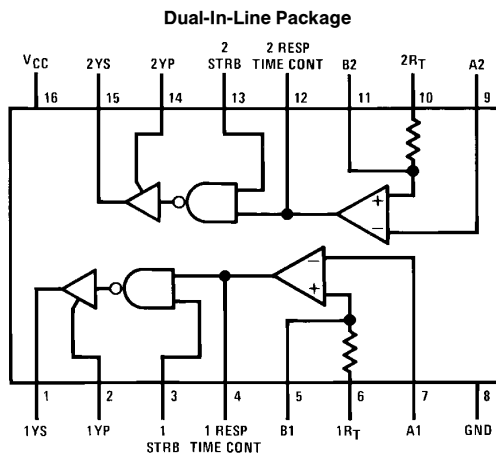 Dual-In-Line Package
2 2 RESP
VCC 2YS 2YP STRB TIME CONT B2 2RT A2
16 15 14 13 12 11 10 9
+
−
−
+
1 2 3 4 5 6 7 8
1YS 1YP 1 1 RESP B1 1RT A1 GND
STRB TIME CONT